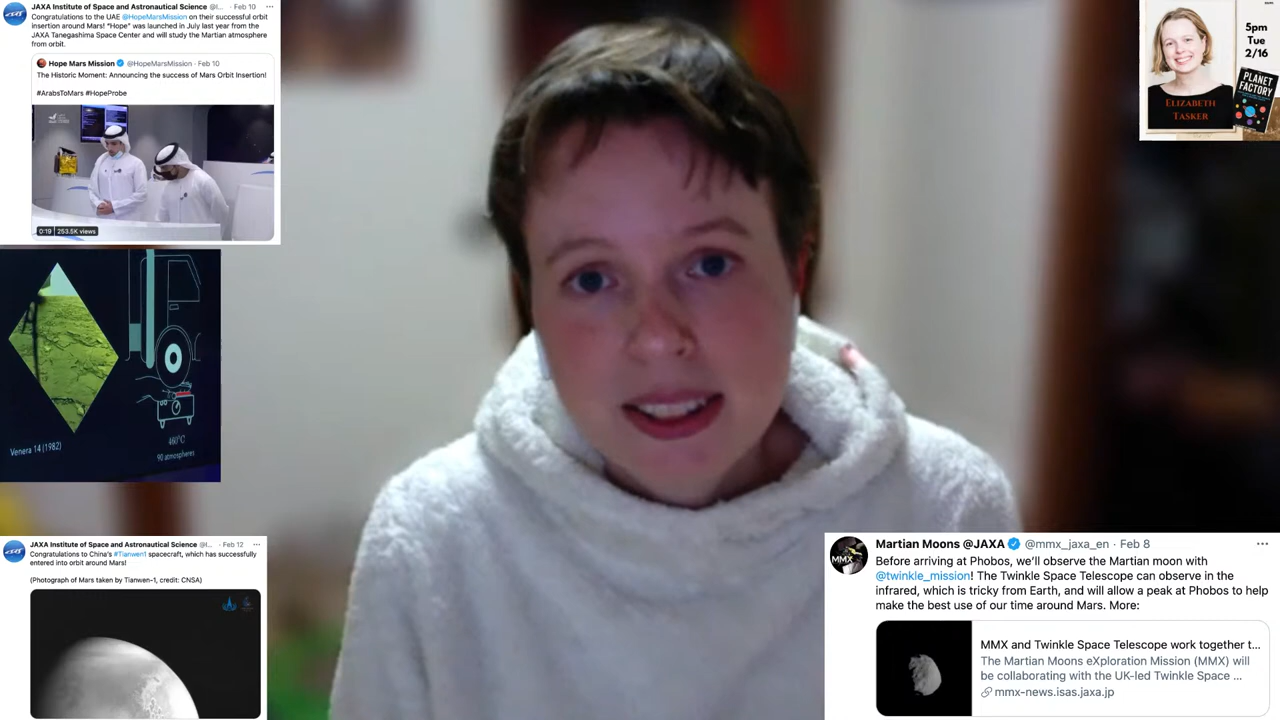 JAXA Institute of Space and Astronautical Science @I... · Feb 10
Congratulations to the UAE @HopeMarsMission on their successful orbit
insertion around Mars! "Hope" was launched in July last year from the
JAXA Tanegashima Space Center and will study the Martian atmosphere
from orbit.
Hope Mars Mission @HopeMarsMission · Feb 10
The Historic Moment: Announcing the success of Mars Orbit Insertion!
#ArabsToMars #HopeProbe
0:19 253.5K views
5pm
Tue
2/16
PLANET
FACTORY
ELIZABETH
TASKER
Venera 14 (1982)
460°C
90 atmospheres
JAXA Institute of Space and Astronautical Science @I... · Feb 12
Congratulations to China's #Tianwen1 spacecraft, which has successfully
entered into orbit around Mars!
(Photograph of Mars taken by Tianwen-1, credit: CNSA)
MMX
Martian Moons @JAXA @mmx_jaxa_en · Feb 8
Before arriving at Phobos, we'll observe the Martian moon with
@twinkle_mission! The Twinkle Space Telescope can observe in the
infrared, which is tricky from Earth, and will allow a peak at Phobos to help
make the best use of our time around Mars. More:
MMX and Twinkle Space Telescope work together t...
The Martian Moons eXploration Mission (MMX) will
be collaborating with the UK-led Twinkle Space ...
mmx-news.isas.jaxa.jp